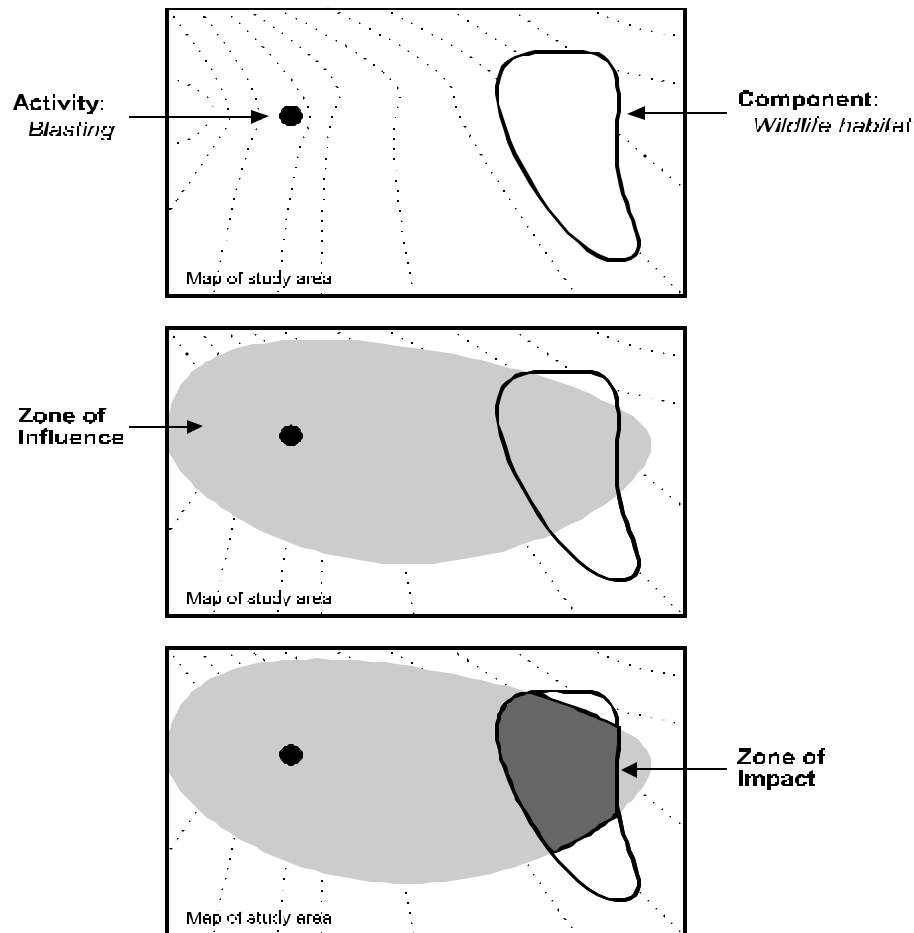 Activity:
Blasting
Component:
Wildlife habitat
Map of study area
Zone of
Influence
Map of study area
Zone of
Impact
Map of study area